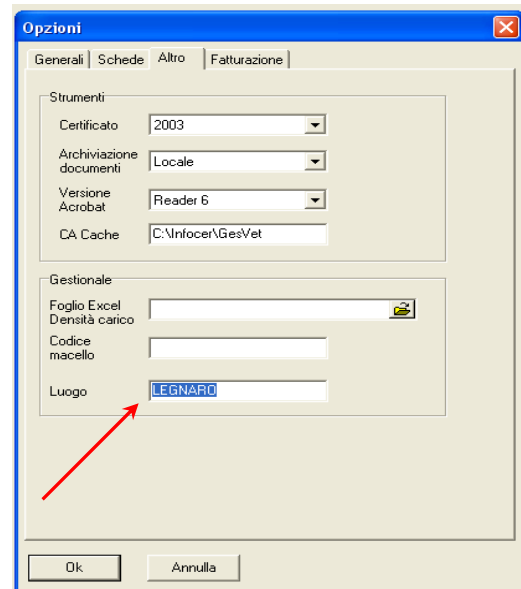 Opzioni
Generali Schede Altro Fatturazione
Strumenti
Certificato 2003
Archiviazione documenti Locale
Versione Acrobat Reader 6
CA Cache C:\Infocer\GesVet
Gestionale
Foglio Excel Densità carico
Codice macello
Luogo LEGNARO
Ok Annulla